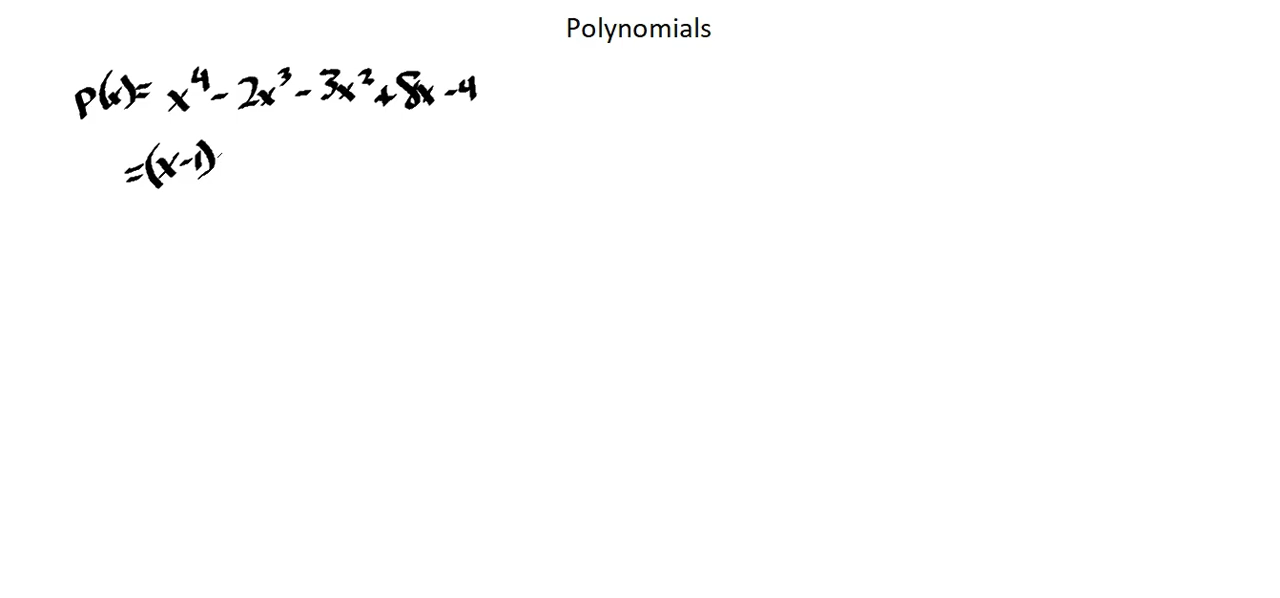 Polynomials
P(x)= x⁴- 2x³- 3x²+8x -4
=(x-1)